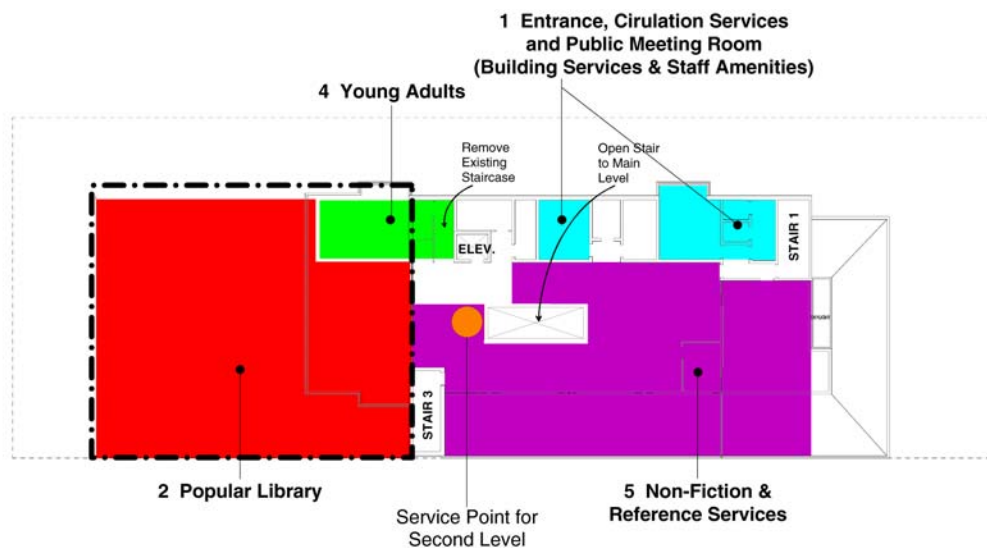 1 Entrance, Cirulation Services
and Public Meeting Room
(Building Services & Staff Amenities)
4 Young Adults
Remove
Existing
Staircase
Open Stair
to Main
Level
ELEV.
STAIR 1
STAIR 3
2 Popular Library
Service Point for
Second Level
5 Non-Fiction &
Reference Services